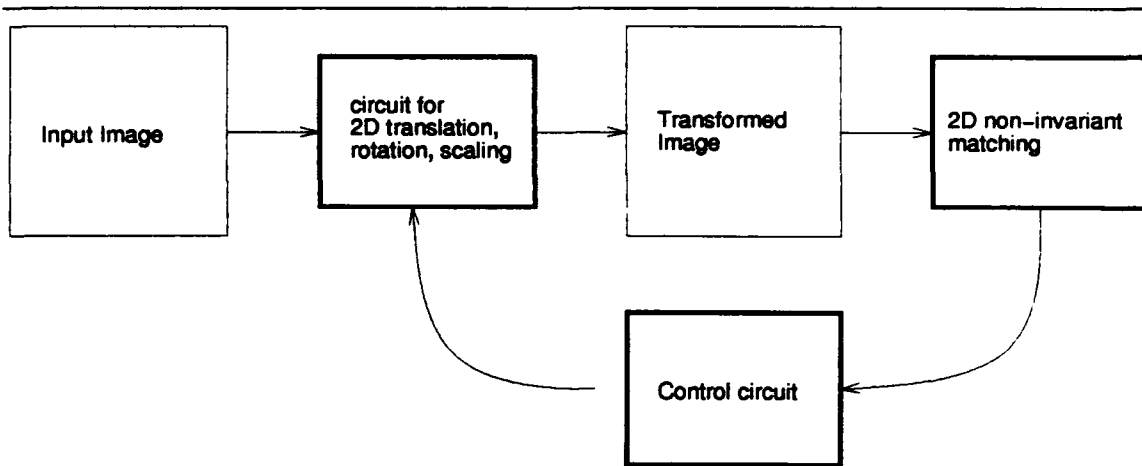 Input Image
circuit for
2D translation,
rotation, scaling
Transformed
Image
2D non–invariant
matching
Control circuit